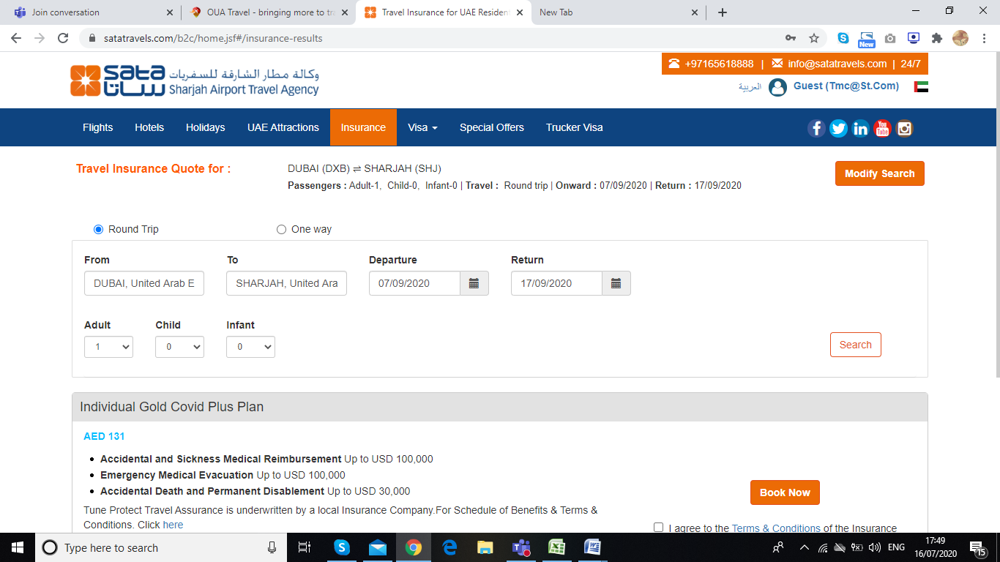 Join conversation
OUA Travel - bringing more to tra
Travel Insurance for UAE Resident
New Tab
satatravels.com/b2c/home.jsf#/insurance-results
New
sata
ساتا
وكالة مطار الشارقة للسفريات
Sharjah Airport Travel Agency
+97165618888 | info@satatravels.com | 24/7
العربية Guest (Tmc@St.Com)
Flights Hotels Holidays UAE Attractions Insurance Visa Special Offers Trucker Visa
You Tube
Travel Insurance Quote for : DUBAI (DXB) ⇌ SHARJAH (SHJ)
Passengers : Adult-1, Child-0, Infant-0 | Travel : Round trip | Onward : 07/09/2020 | Return : 17/09/2020
Modify Search
Round Trip One way
From To Departure Return
DUBAI, United Arab E SHARJAH, United Ara 07/09/2020 17/09/2020
Adult Child Infant
1 0 0
Search
Individual Gold Covid Plus Plan
AED 131
Accidental and Sickness Medical Reimbursement Up to USD 100,000
Emergency Medical Evacuation Up to USD 100,000
Accidental Death and Permanent Disablement Up to USD 30,000
Book Now
Tune Protect Travel Assurance is underwritten by a local Insurance Company.For Schedule of Benefits & Terms &
Conditions. Click here
I agree to the Terms & Conditions of the Insurance
Type here to search
ENG
17:49
16/07/2020
15